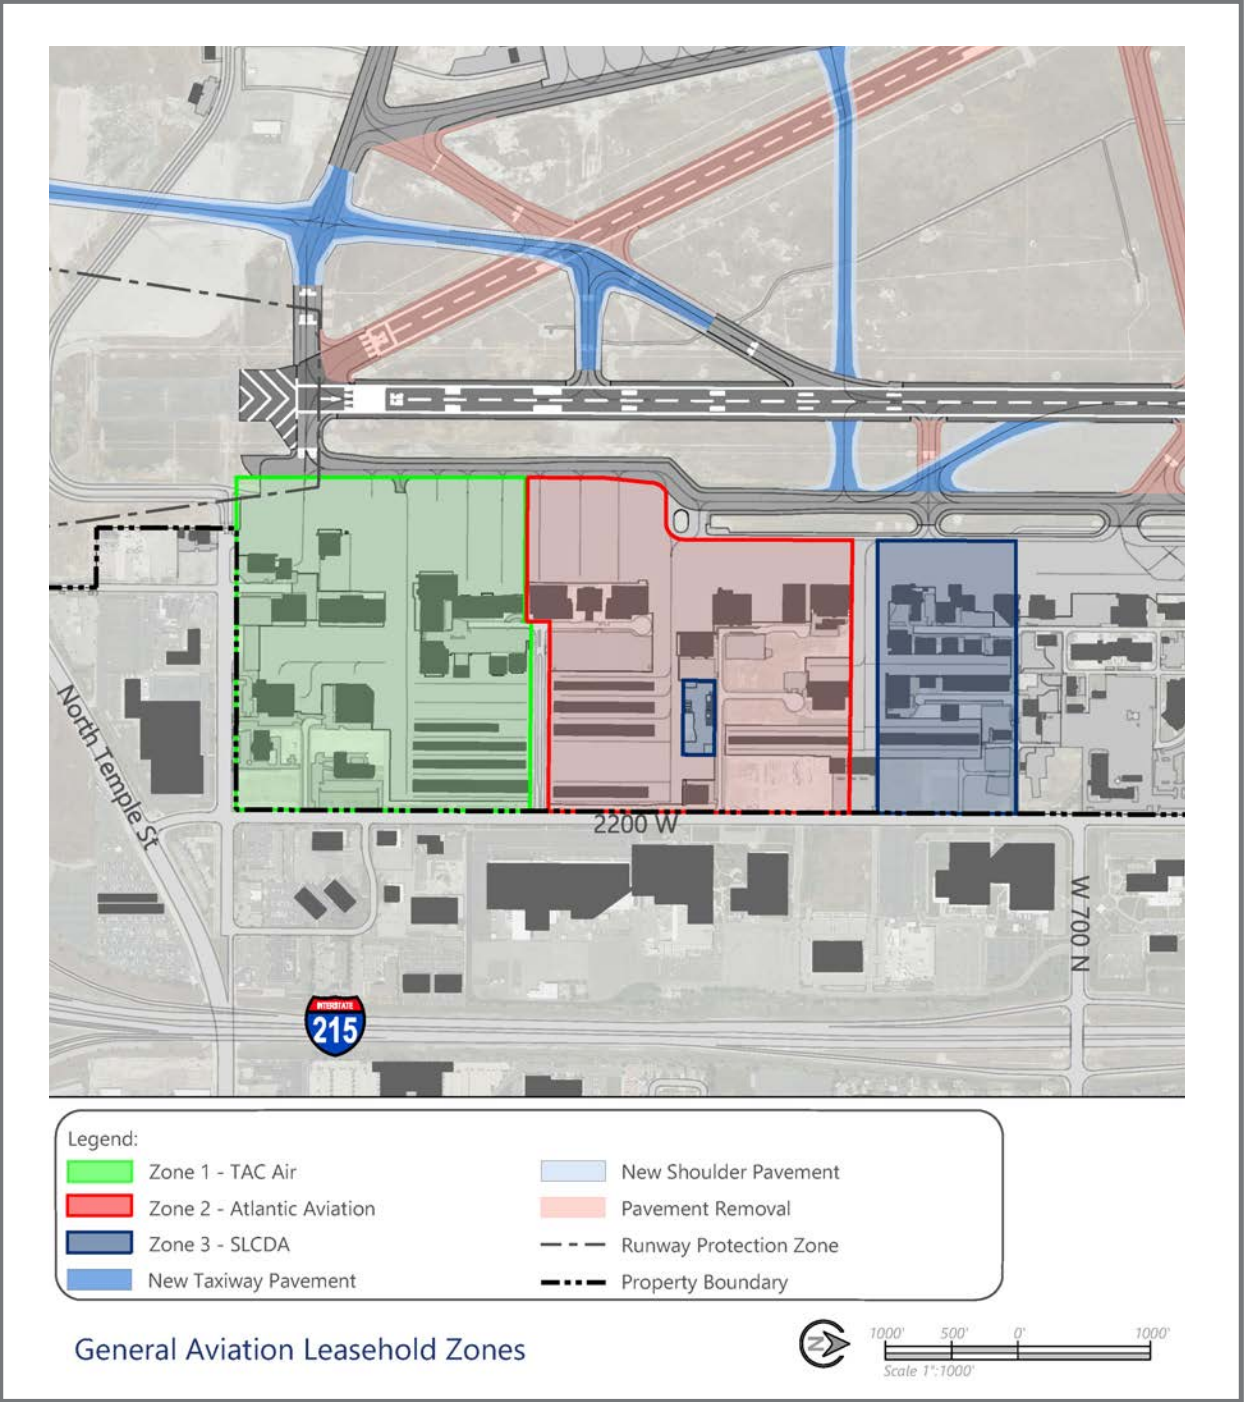 North Temple St
2200 W
W 700 N
INTERSTATE
215
Legend:
Zone 1 - TAC Air
Zone 2 - Atlantic Aviation
Zone 3 - SLCDA
New Taxiway Pavement
New Shoulder Pavement
Pavement Removal
Runway Protection Zone
Property Boundary
General Aviation Leasehold Zones
N
1000' 500' 0' 1000'
Scale 1":1000'